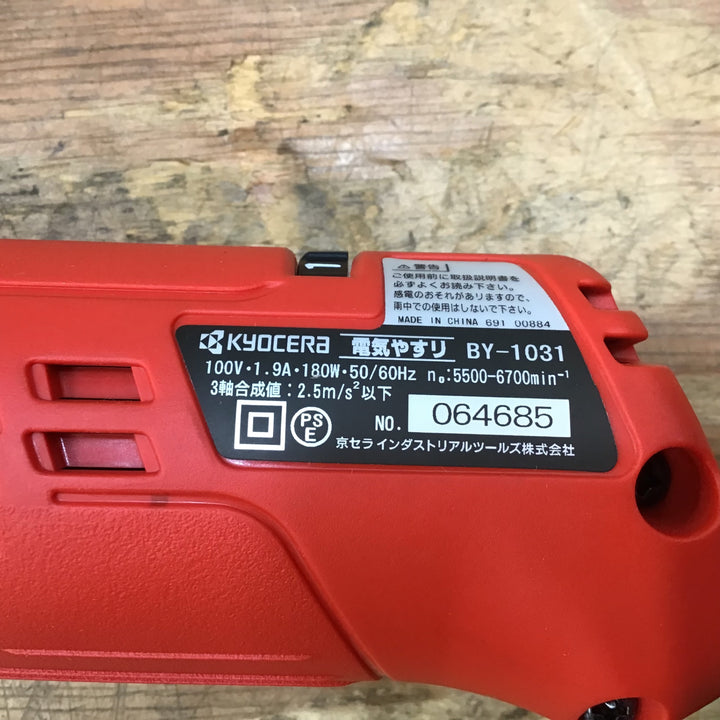 1
⚠警告
ご使用前に取扱説明書を
必ずよくお読み下さい。
感電のおそれがありますので、
雨中での使用はしないで下さい。
MADE IN CHINA 691 00884
KYOCERA 電気やすり BY-1031
100V・1.9A・180W・50/60Hz n₀:5500-6700min⁻¹
3軸合成値:2.5m/s²以下
NO. 064685
PS
E
京セラ インダストリアルツールズ株式会社